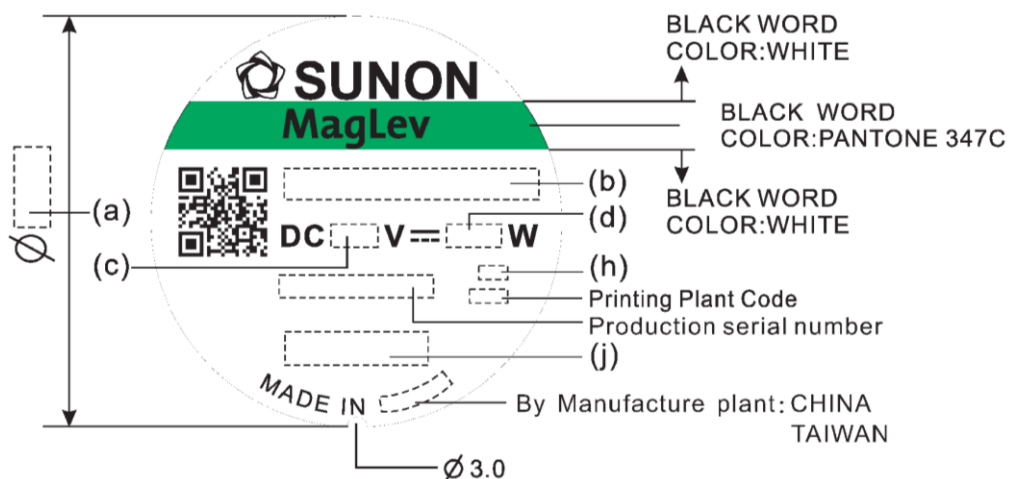 BLACK WORD
COLOR:WHITE
SUNON
MagLev
BLACK WORD
COLOR:PANTONE 347C
(a)
(b)
BLACK WORD
COLOR:WHITE
(d)
DC V W
(c)
(h)
Printing Plant Code
Production serial number
(j)
MADE IN
By Manufacture plant: CHINA
TAIWAN
Ø
Ø 3.0